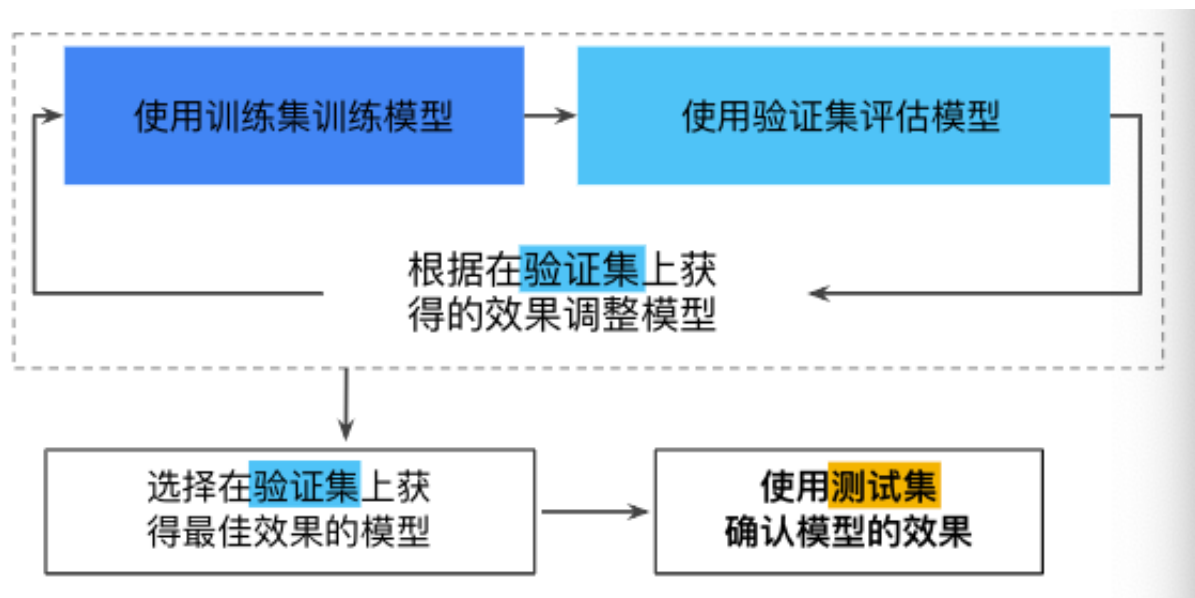 使用训练集训练模型
使用验证集评估模型
根据在验证集上获
得的效果调整模型
选择在验证集上获
得最佳效果的模型
使用测试集
确认模型的效果